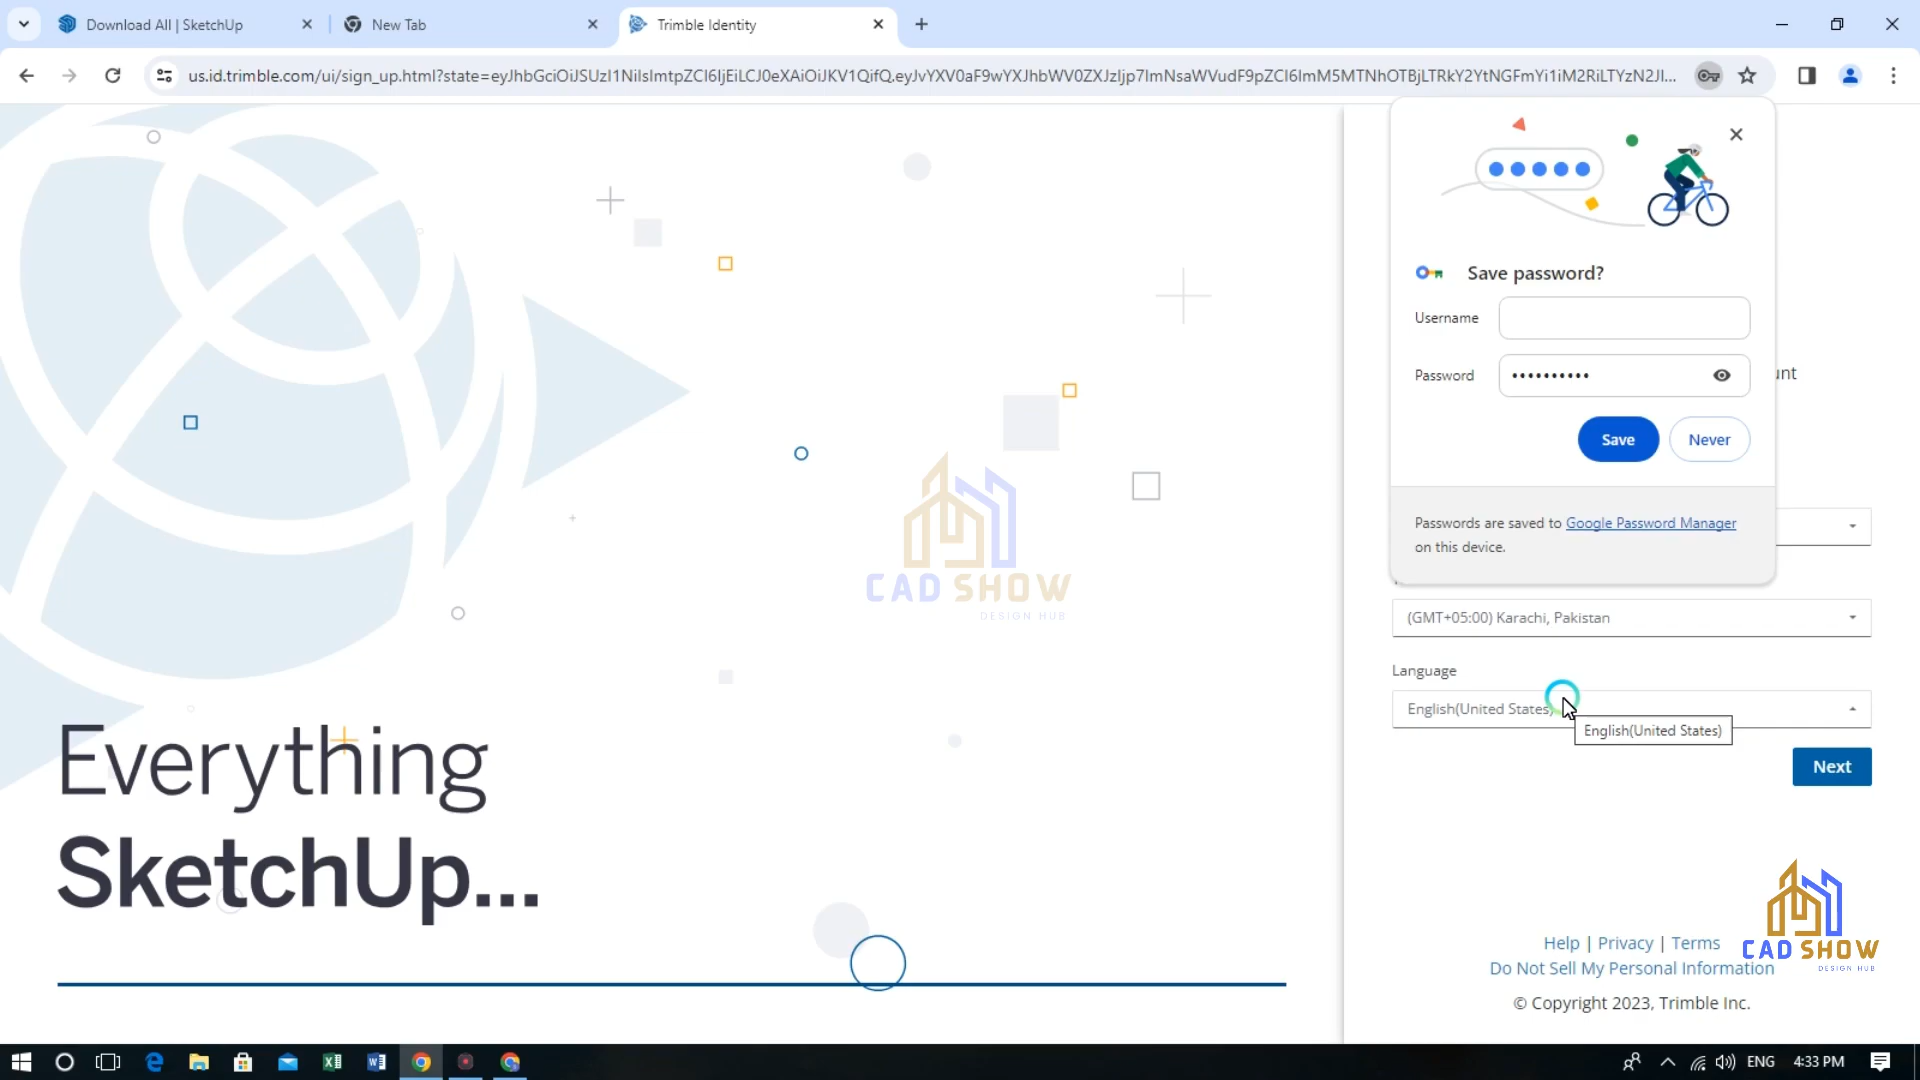 Download All | SketchUp
New Tab
Trimble Identity
us.id.trimble.com/ui/sign_up.html?state=eyJhbGciOiJSUzI1NiIsImtpZCI6IjEiLCJ0eXAiOiJKV1QifQ.eyJvYXV0aF9wYXJhbWV0ZXJzIjp7ImNsaWVudF9pZCI6ImM5MTNhOTBjLTRkY2YtNGFmYi1iM2RiLTYzN2JI...
Save password?
Username
Password
unt
Save
Never
Passwords are saved to Google Password Manager
on this device.
(GMT+05:00) Karachi, Pakistan
Language
English(United States)
English(United States)
Next
CAD SHOW
DESIGN HUB
Everything
SketchUp...
Help | Privacy | Terms
Do Not Sell My Personal Information
© Copyright 2023, Trimble Inc.
CAD SHOW
DESIGN HUB
ENG
4:33 PM